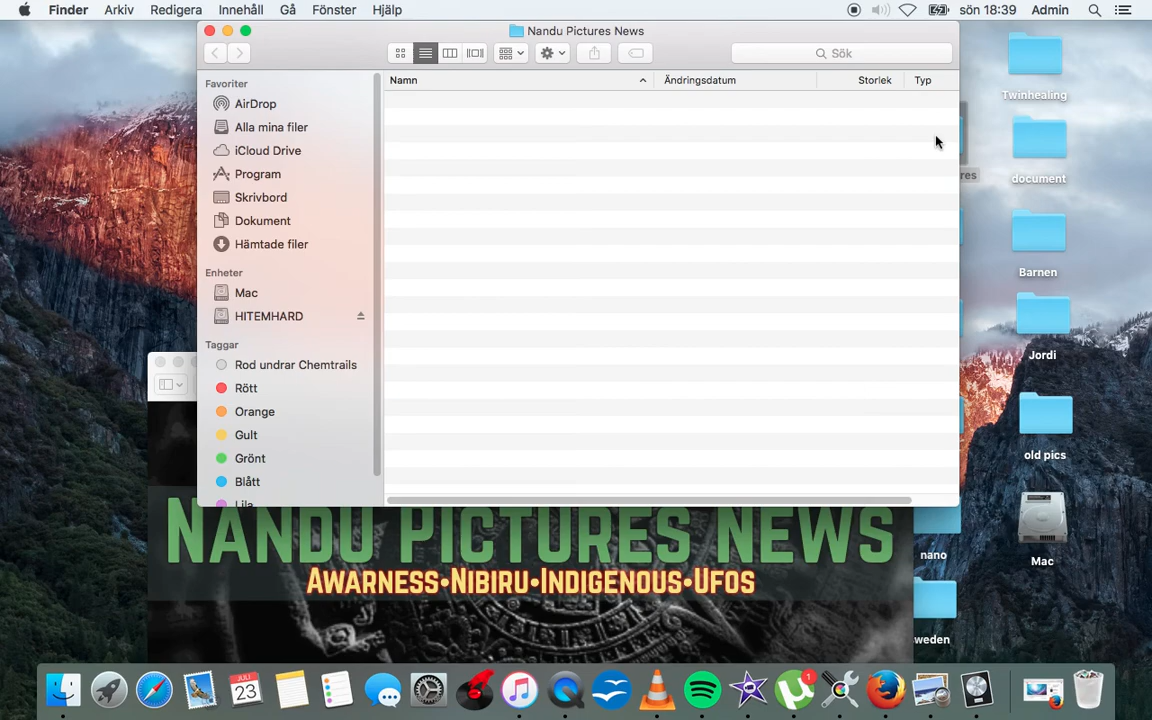 Finder Arkiv Redigera Innehåll Gå Fönster Hjälp sön 18:39 Admin
Nandu Pictures News
Sök
Favoriter
AirDrop
Alla mina filer
iCloud Drive
Program
Skrivbord
Dokument
Hämtade filer
Enheter
Mac
HITEMHARD
Taggar
Rod undrar Chemtrails
Rött
Orange
Gult
Grönt
Blått
Lila
Namn Ändringsdatum Storlek Typ
Twinhealing
res
document
Barnen
Jordi
old pics
nano
Mac
weden
NANDU PICTURES NEWS
AWARNESS•NIBIRU•INDIGENOUS•UFOS
23
1